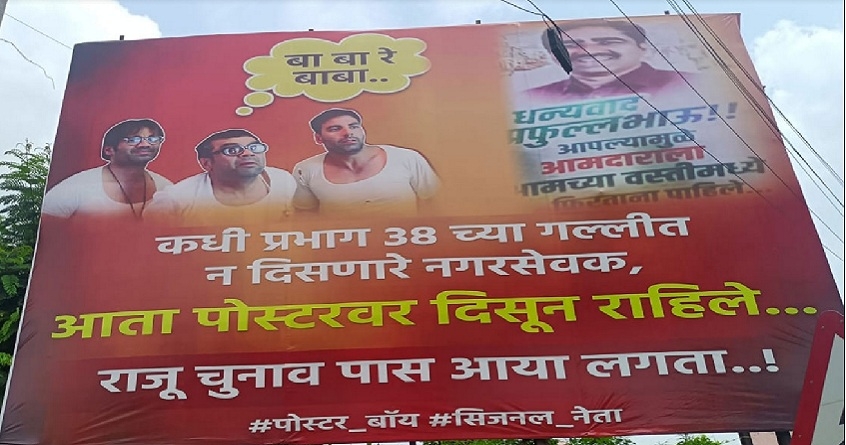 बा बा रे
बाबा..
धन्यवाद
प्रफुल्लभाऊ!!
आपल्यामुळे
आमदाराला
आमच्या वस्तीमध्ये
फिरताना पाहिले...
कधी प्रभाग 38 च्या गल्लीत
न दिसणारे नगरसेवक,
आता पोस्टरवर दिसून राहिले...
राजू चुनाव पास आया लगता..!
#पोस्टर_बॉय #सिजनल_नेता